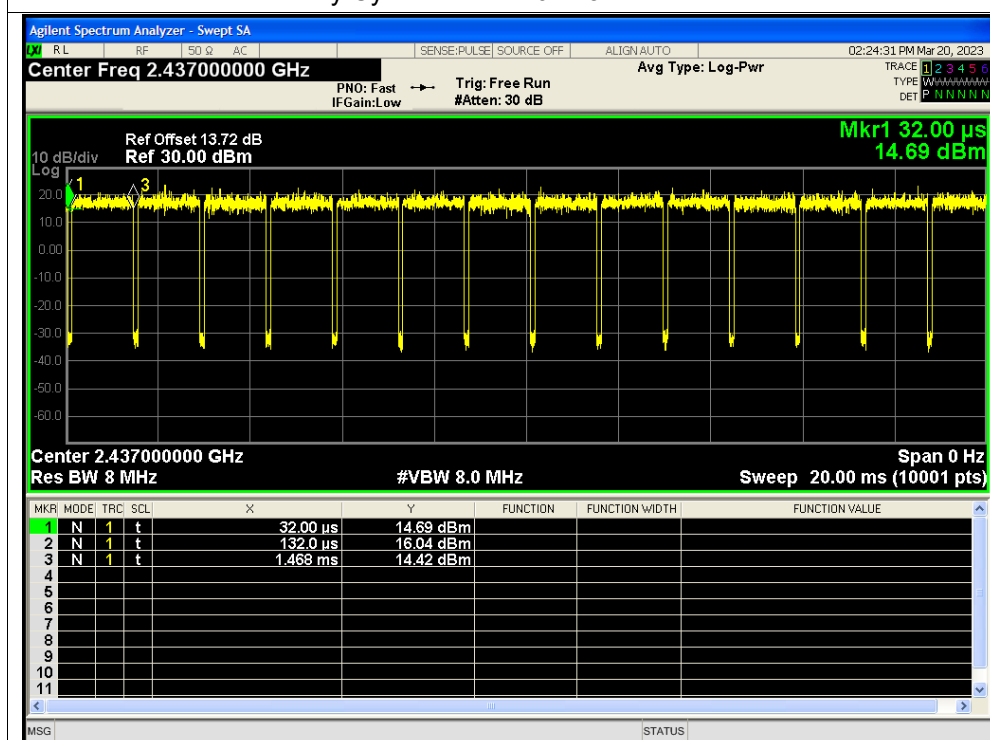 Agilent Spectrum Analyzer - Swept SA
LXI RL RF 50 Ω AC SENSE:PULSE SOURCE OFF ALIGN AUTO 02:24:31 PM Mar 20, 2023
Center Freq 2.437000000 GHz Avg Type: Log-Pwr TRACE 1 2 3 4 5 6
PNO: Fast Trig: Free Run TYPE W
IFGain:Low #Atten: 30 dB DET P N N N N N
Mkr1 32.00 µs
Ref Offset 13.72 dB
10 dB/div Ref 30.00 dBm 14.69 dBm
Log
1 3
20.0
10.0
0.00
-10.0
-20.0
-30.0
-40.0
-50.0
-60.0
Center 2.437000000 GHz Span 0 Hz
Res BW 8 MHz #VBW 8.0 MHz Sweep 20.00 ms (10001 pts)
MKR MODE TRC SCL X Y FUNCTION FUNCTION WIDTH FUNCTION VALUE
1 N 1 t 32.00 µs 14.69 dBm
2 N 1 t 132.0 µs 16.04 dBm
3 N 1 t 1.468 ms 14.42 dBm
4
5
6
7
8
9
10
11
MSG STATUS